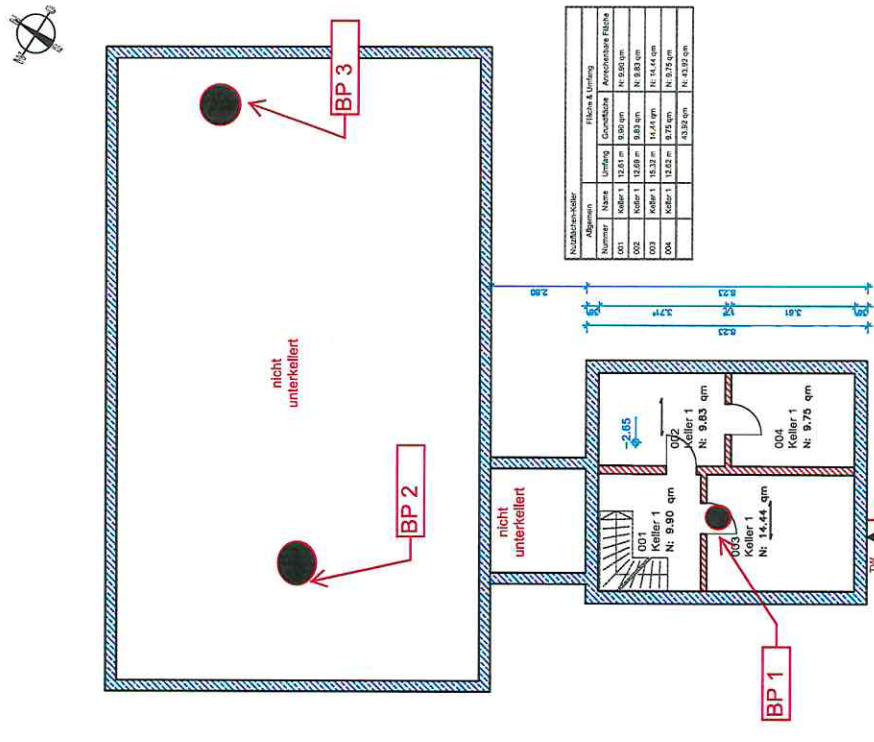 BP 3
nicht
unterkellert
BP 2
nicht
unterkellert
Nutzflächen-Keller
Allgemein Fläche & Umfang
Nummer Name Umfang Grundfläche Anrechenbare Fläche
001 Keller 1 12.61 m 9.90 qm N: 9.90 qm
002 Keller 1 12.69 m 9.83 qm N: 9.83 qm
003 Keller 1 15.32 m 14.44 qm N: 14.44 qm
004 Keller 1 12.62 m 9.75 qm N: 9.75 qm
43.92 qm N: 43.92 qm
2.80
8.23
3.71⁵
3.61
8.23
-2.65
001
Keller 1
N: 9.90 qm
002
Keller 1
N: 9.83 qm
003
Keller 1
N: 14.44 qm
004
Keller 1
N: 9.75 qm
BP 1
TW